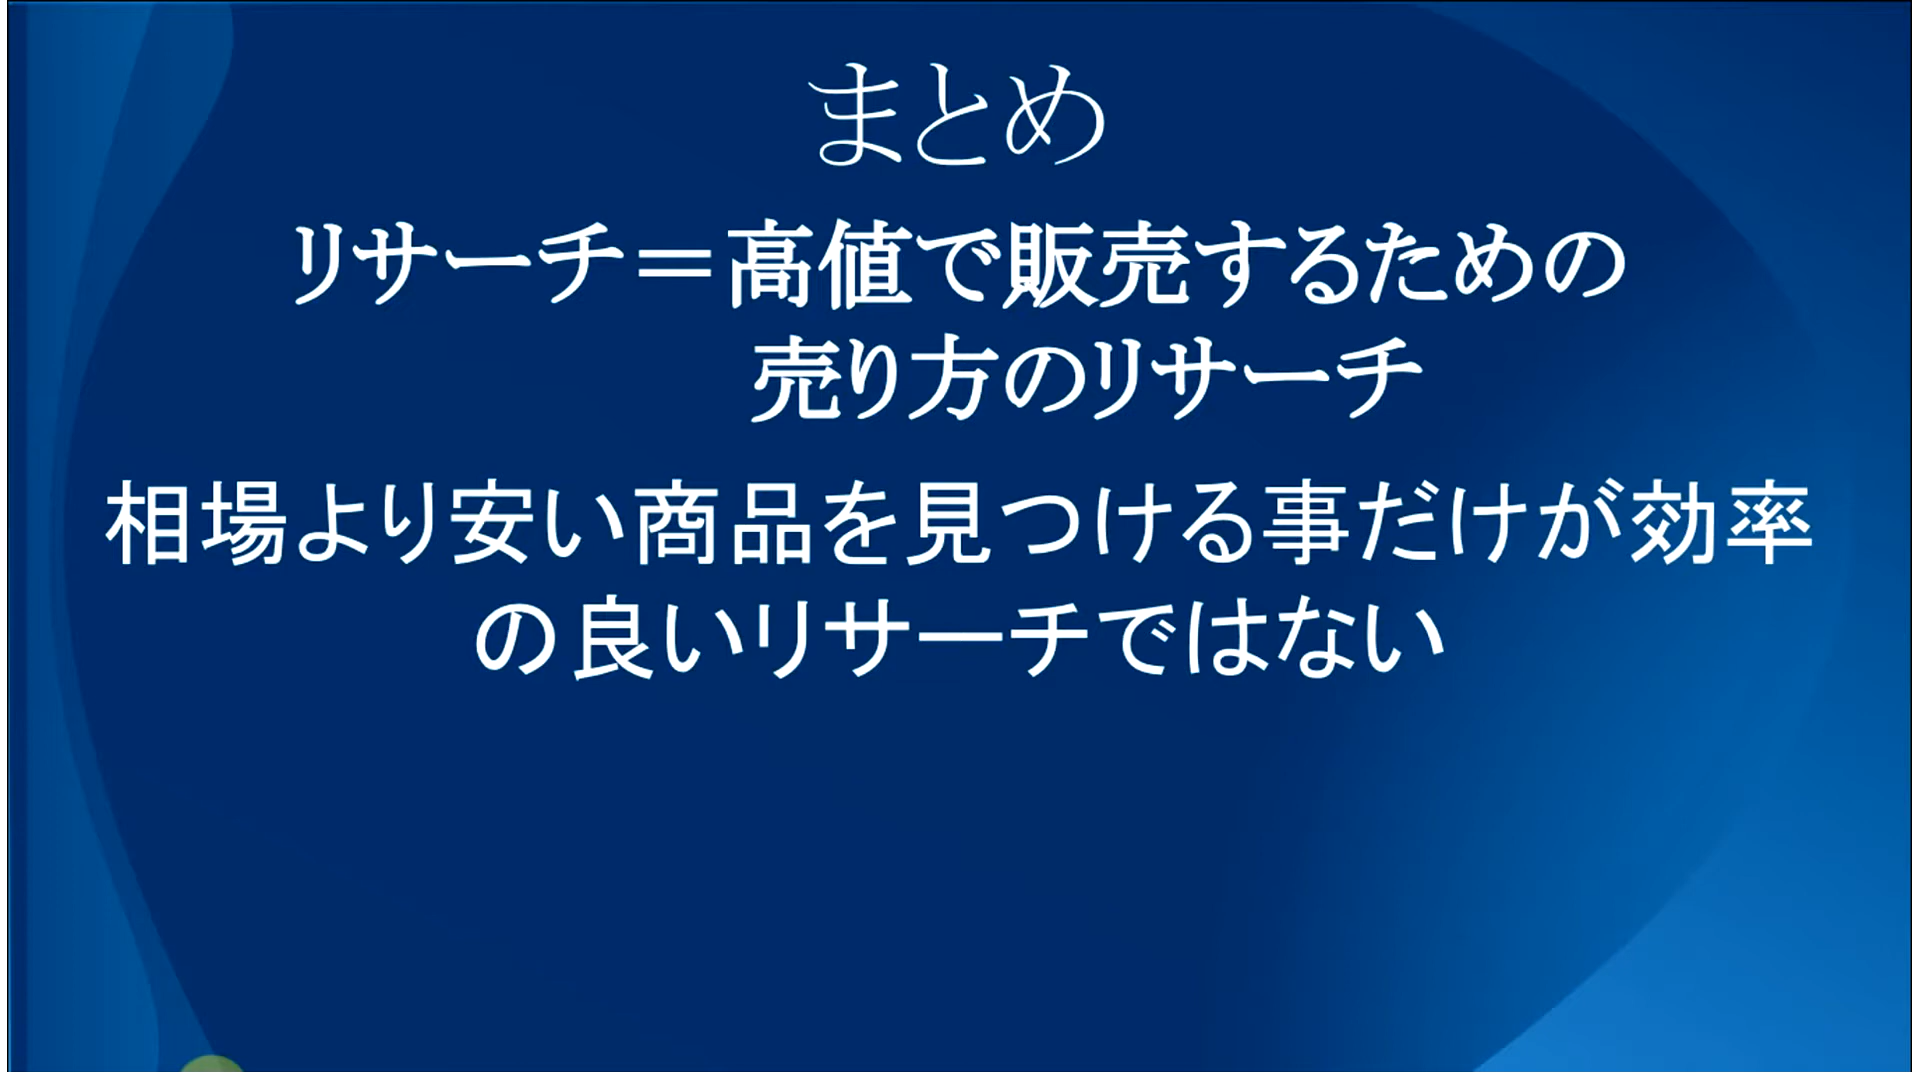 まとめ
リサーチ＝高値で販売するための
売り方のリサーチ
相場より安い商品を見つける事だけが効率
の良いリサーチではない